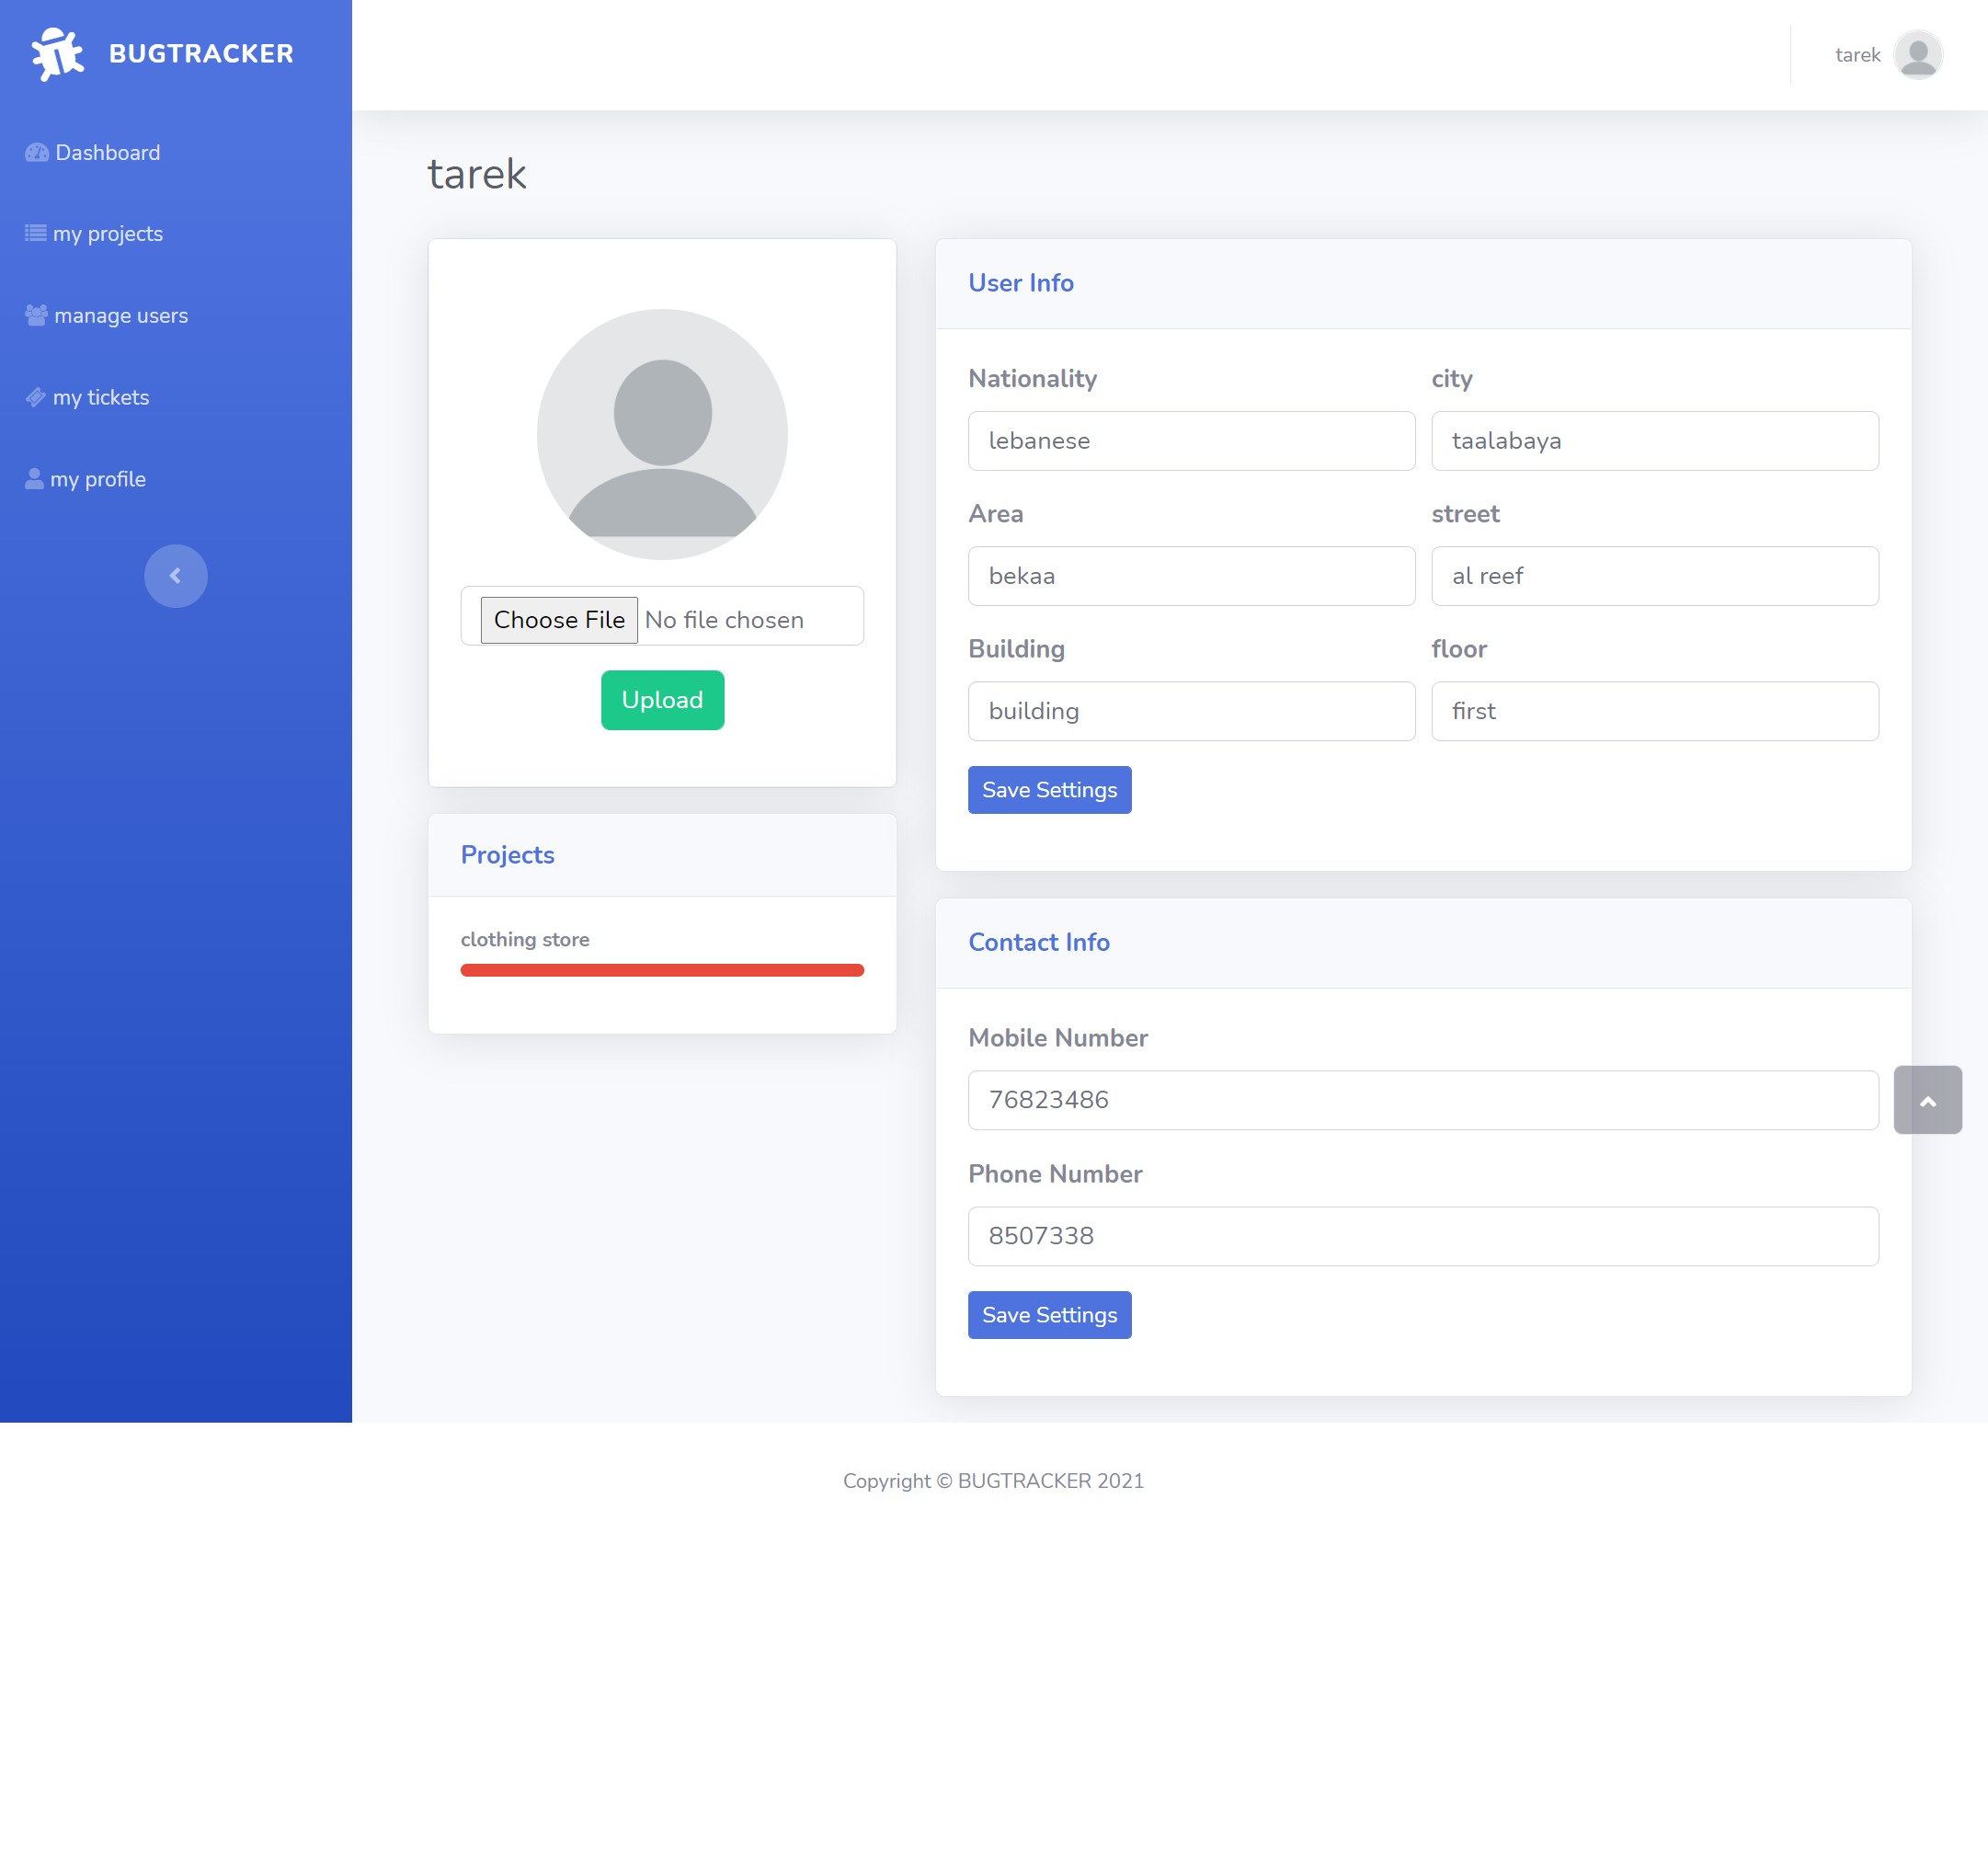 BUGTRACKER
Dashboard
my projects
manage users
my tickets
my profile
tarek
tarek
Choose File No file chosen
Upload
Projects
clothing store
User Info
Nationality city
lebanese taalabaya
Area street
bekaa al reef
Building floor
building first
Save Settings
Contact Info
Mobile Number
76823486
Phone Number
8507338
Save Settings
Copyright © BUGTRACKER 2021